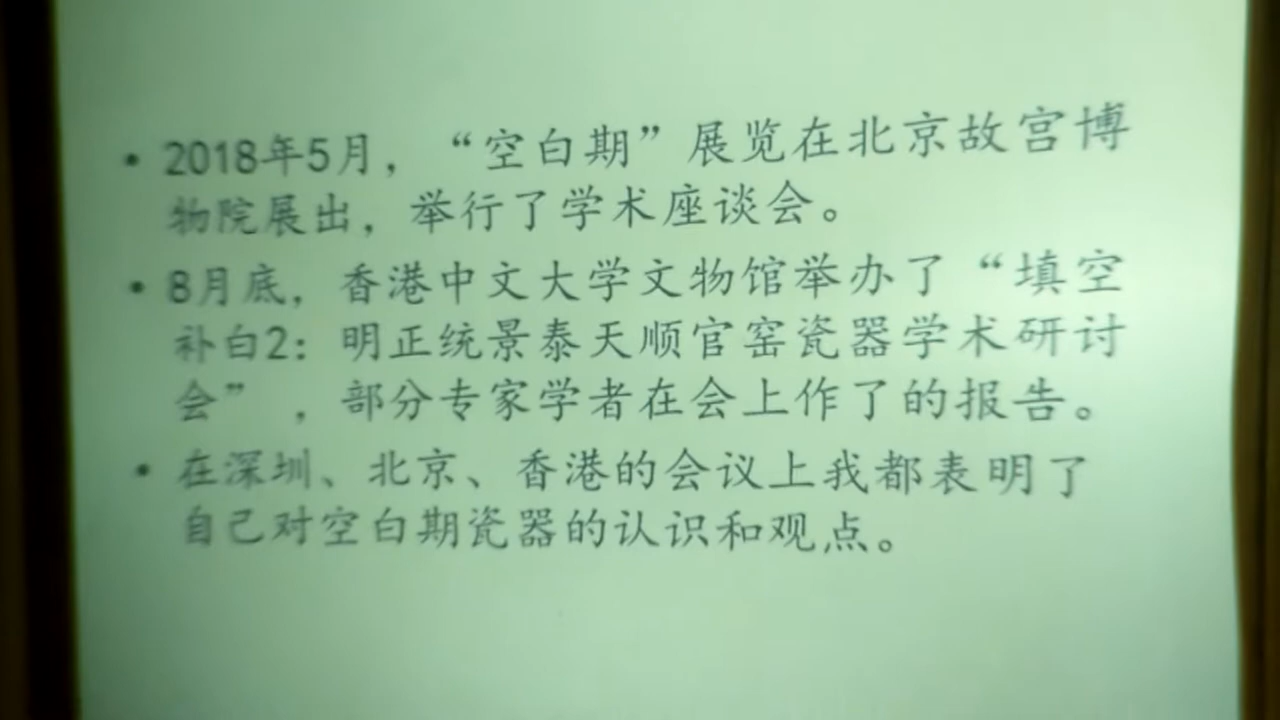 • 2018年5月，“空白期”展览在北京故宫博
物院展出，举行了学术座谈会。
• 8月底，香港中文大学文物馆举办了“填空
补白2：明正统景泰天顺官窑瓷器学术研讨
会”，部分专家学者在会上作了的报告。
• 在深圳、北京、香港的会议上我都表明了
自己对空白期瓷器的认识和观点。